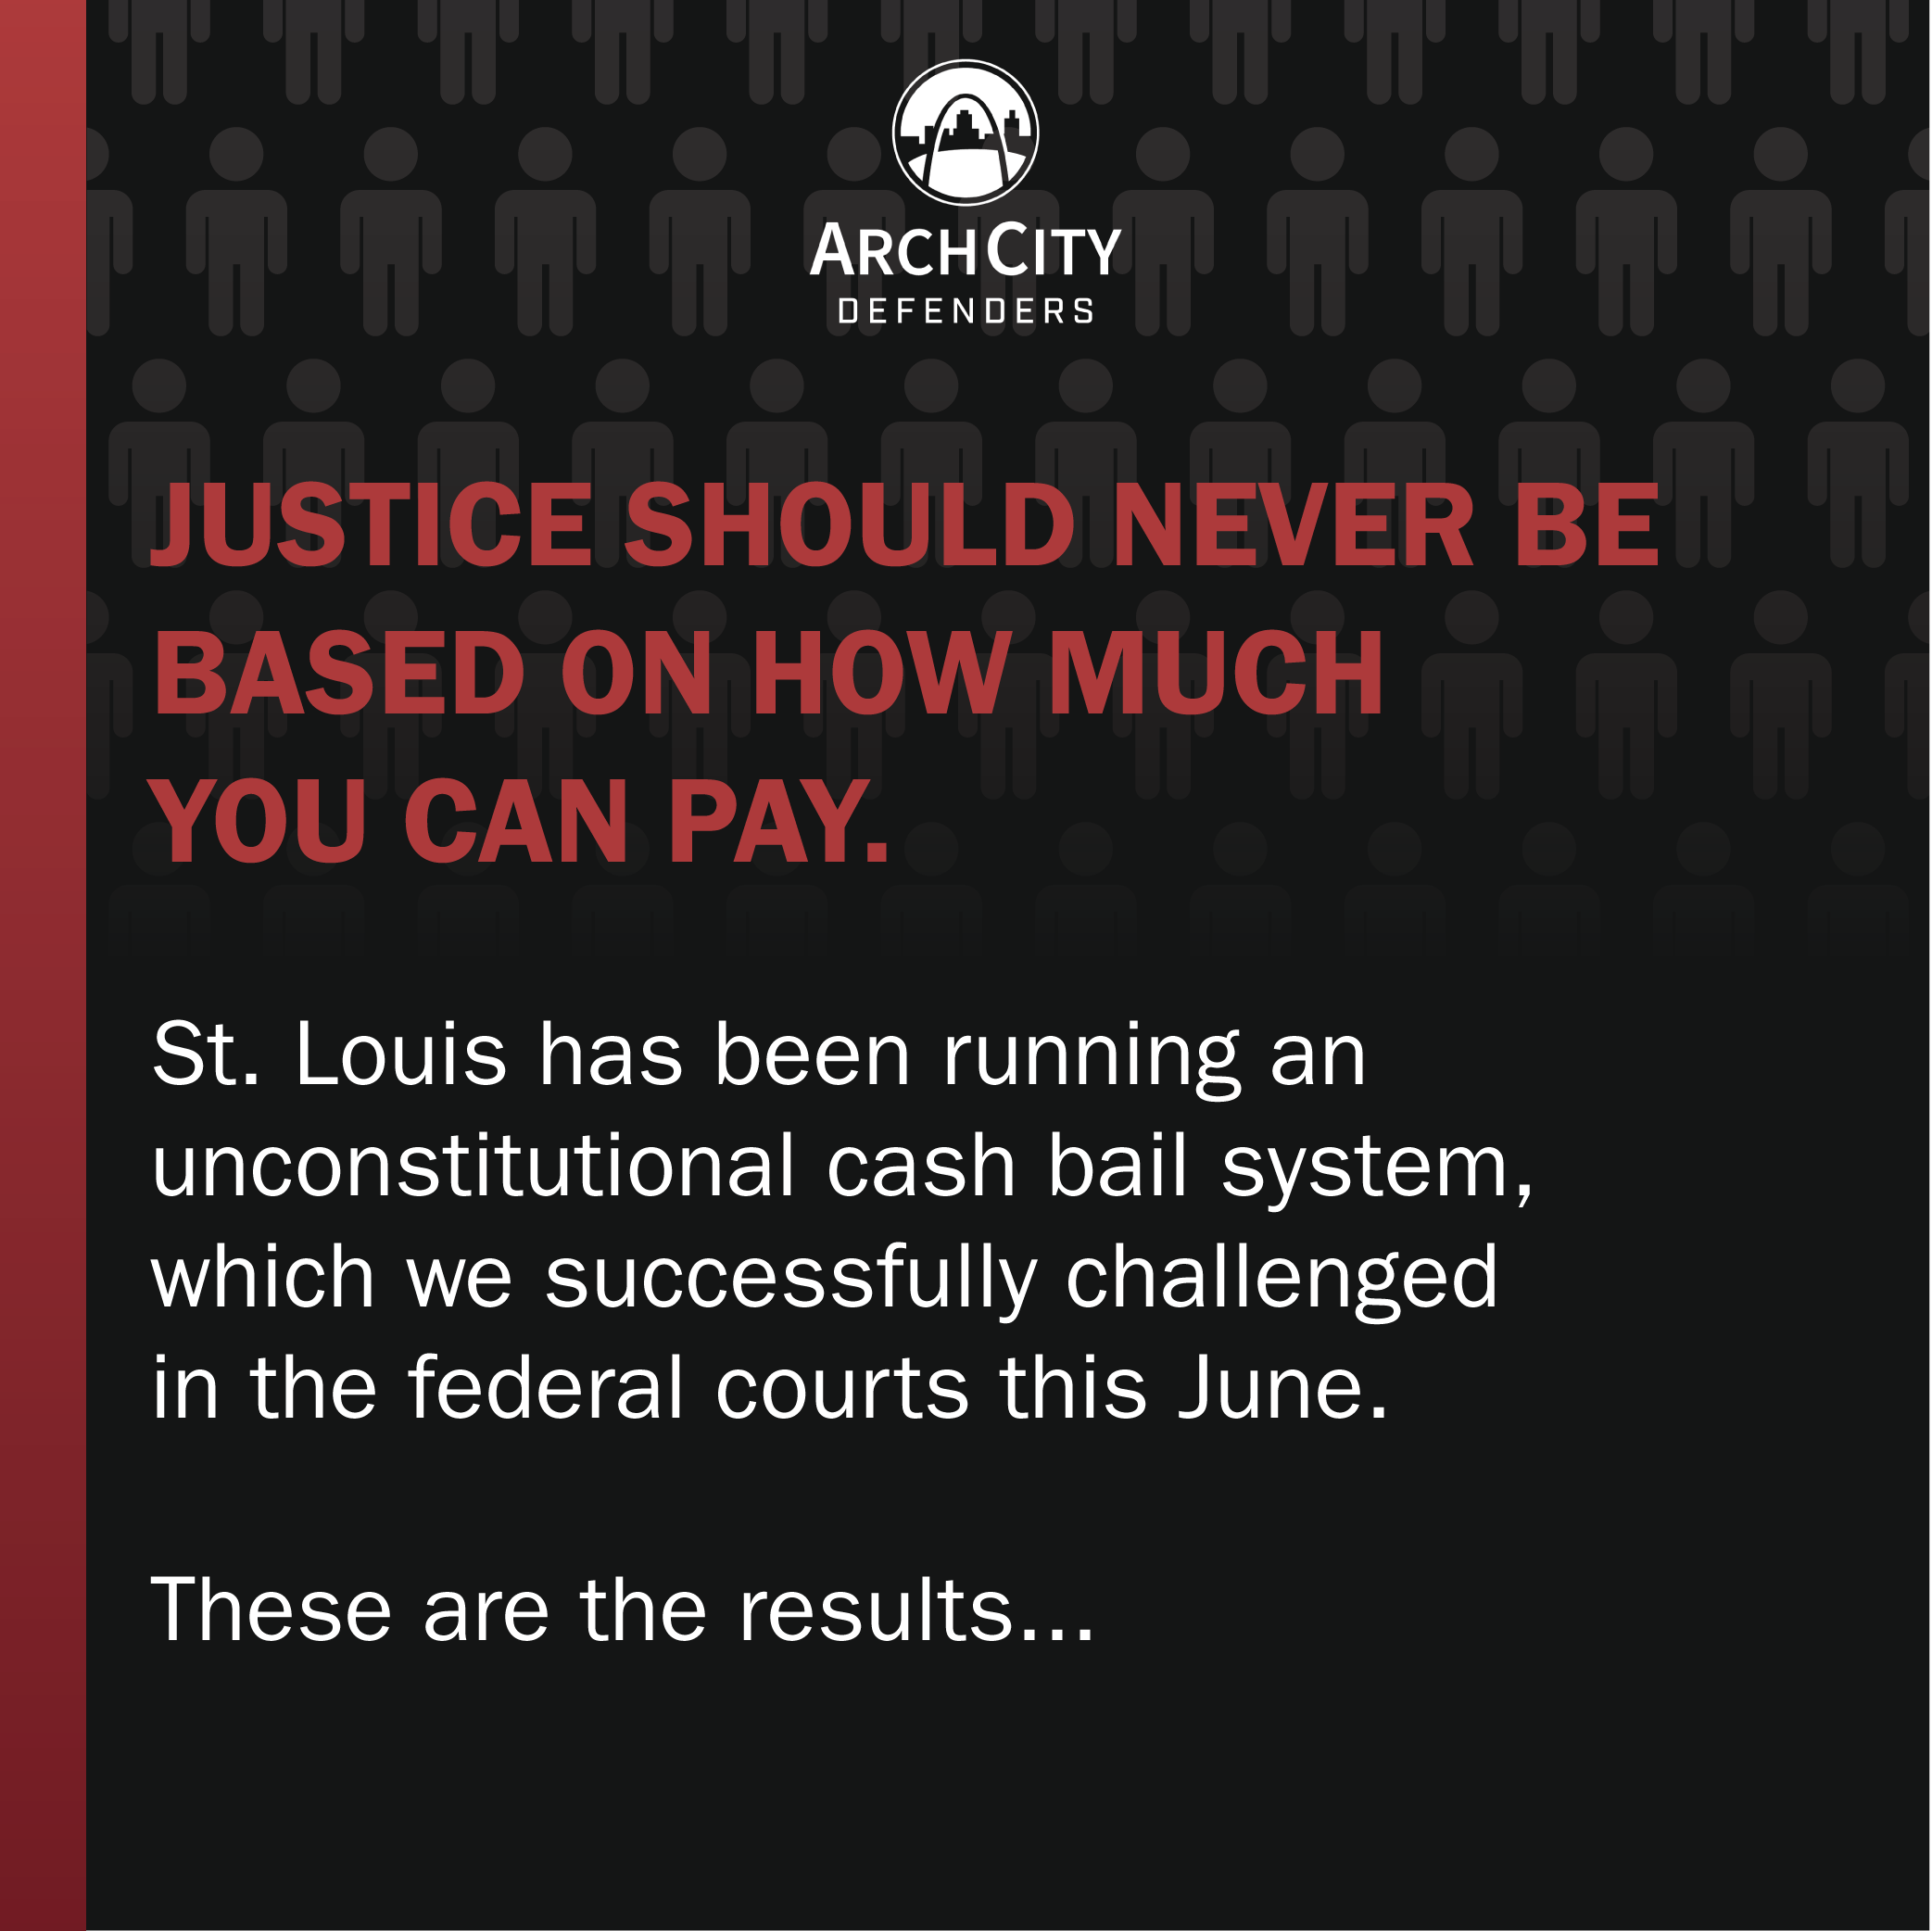 ARCHCITY
DEFENDERS
JUSTICE SHOULD NEVER BE
BASED ON HOW MUCH
YOU CAN PAY.
St. Louis has been running an
unconstitutional cash bail system,
which we successfully challenged
in the federal courts this June.
These are the results...